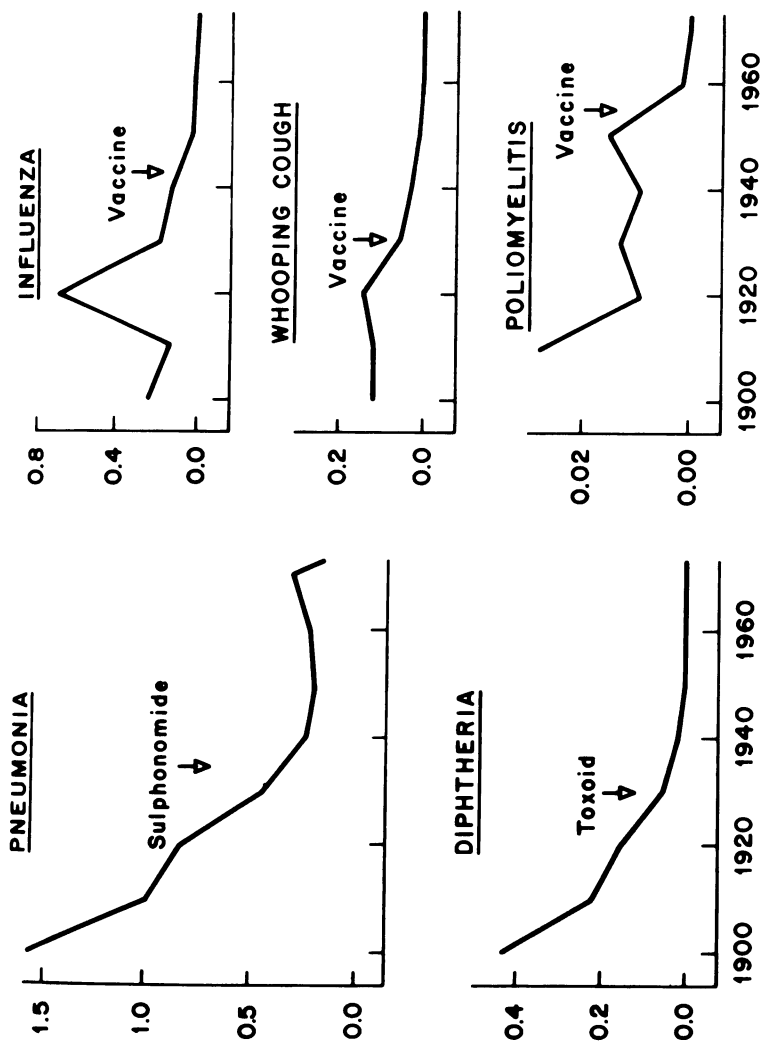 INFLUENZA
Vaccine
0.8
0.4
0.0
WHOOPING COUGH
Vaccine
0.2
0.0
POLIOMYELITIS
Vaccine
0.02
0.00
1900
1920
1940
1960
PNEUMONIA
Sulphonomide
1.5
1.0
0.5
0.0
DIPHTHERIA
Toxoid
0.4
0.2
0.0
1900
1920
1940
1960